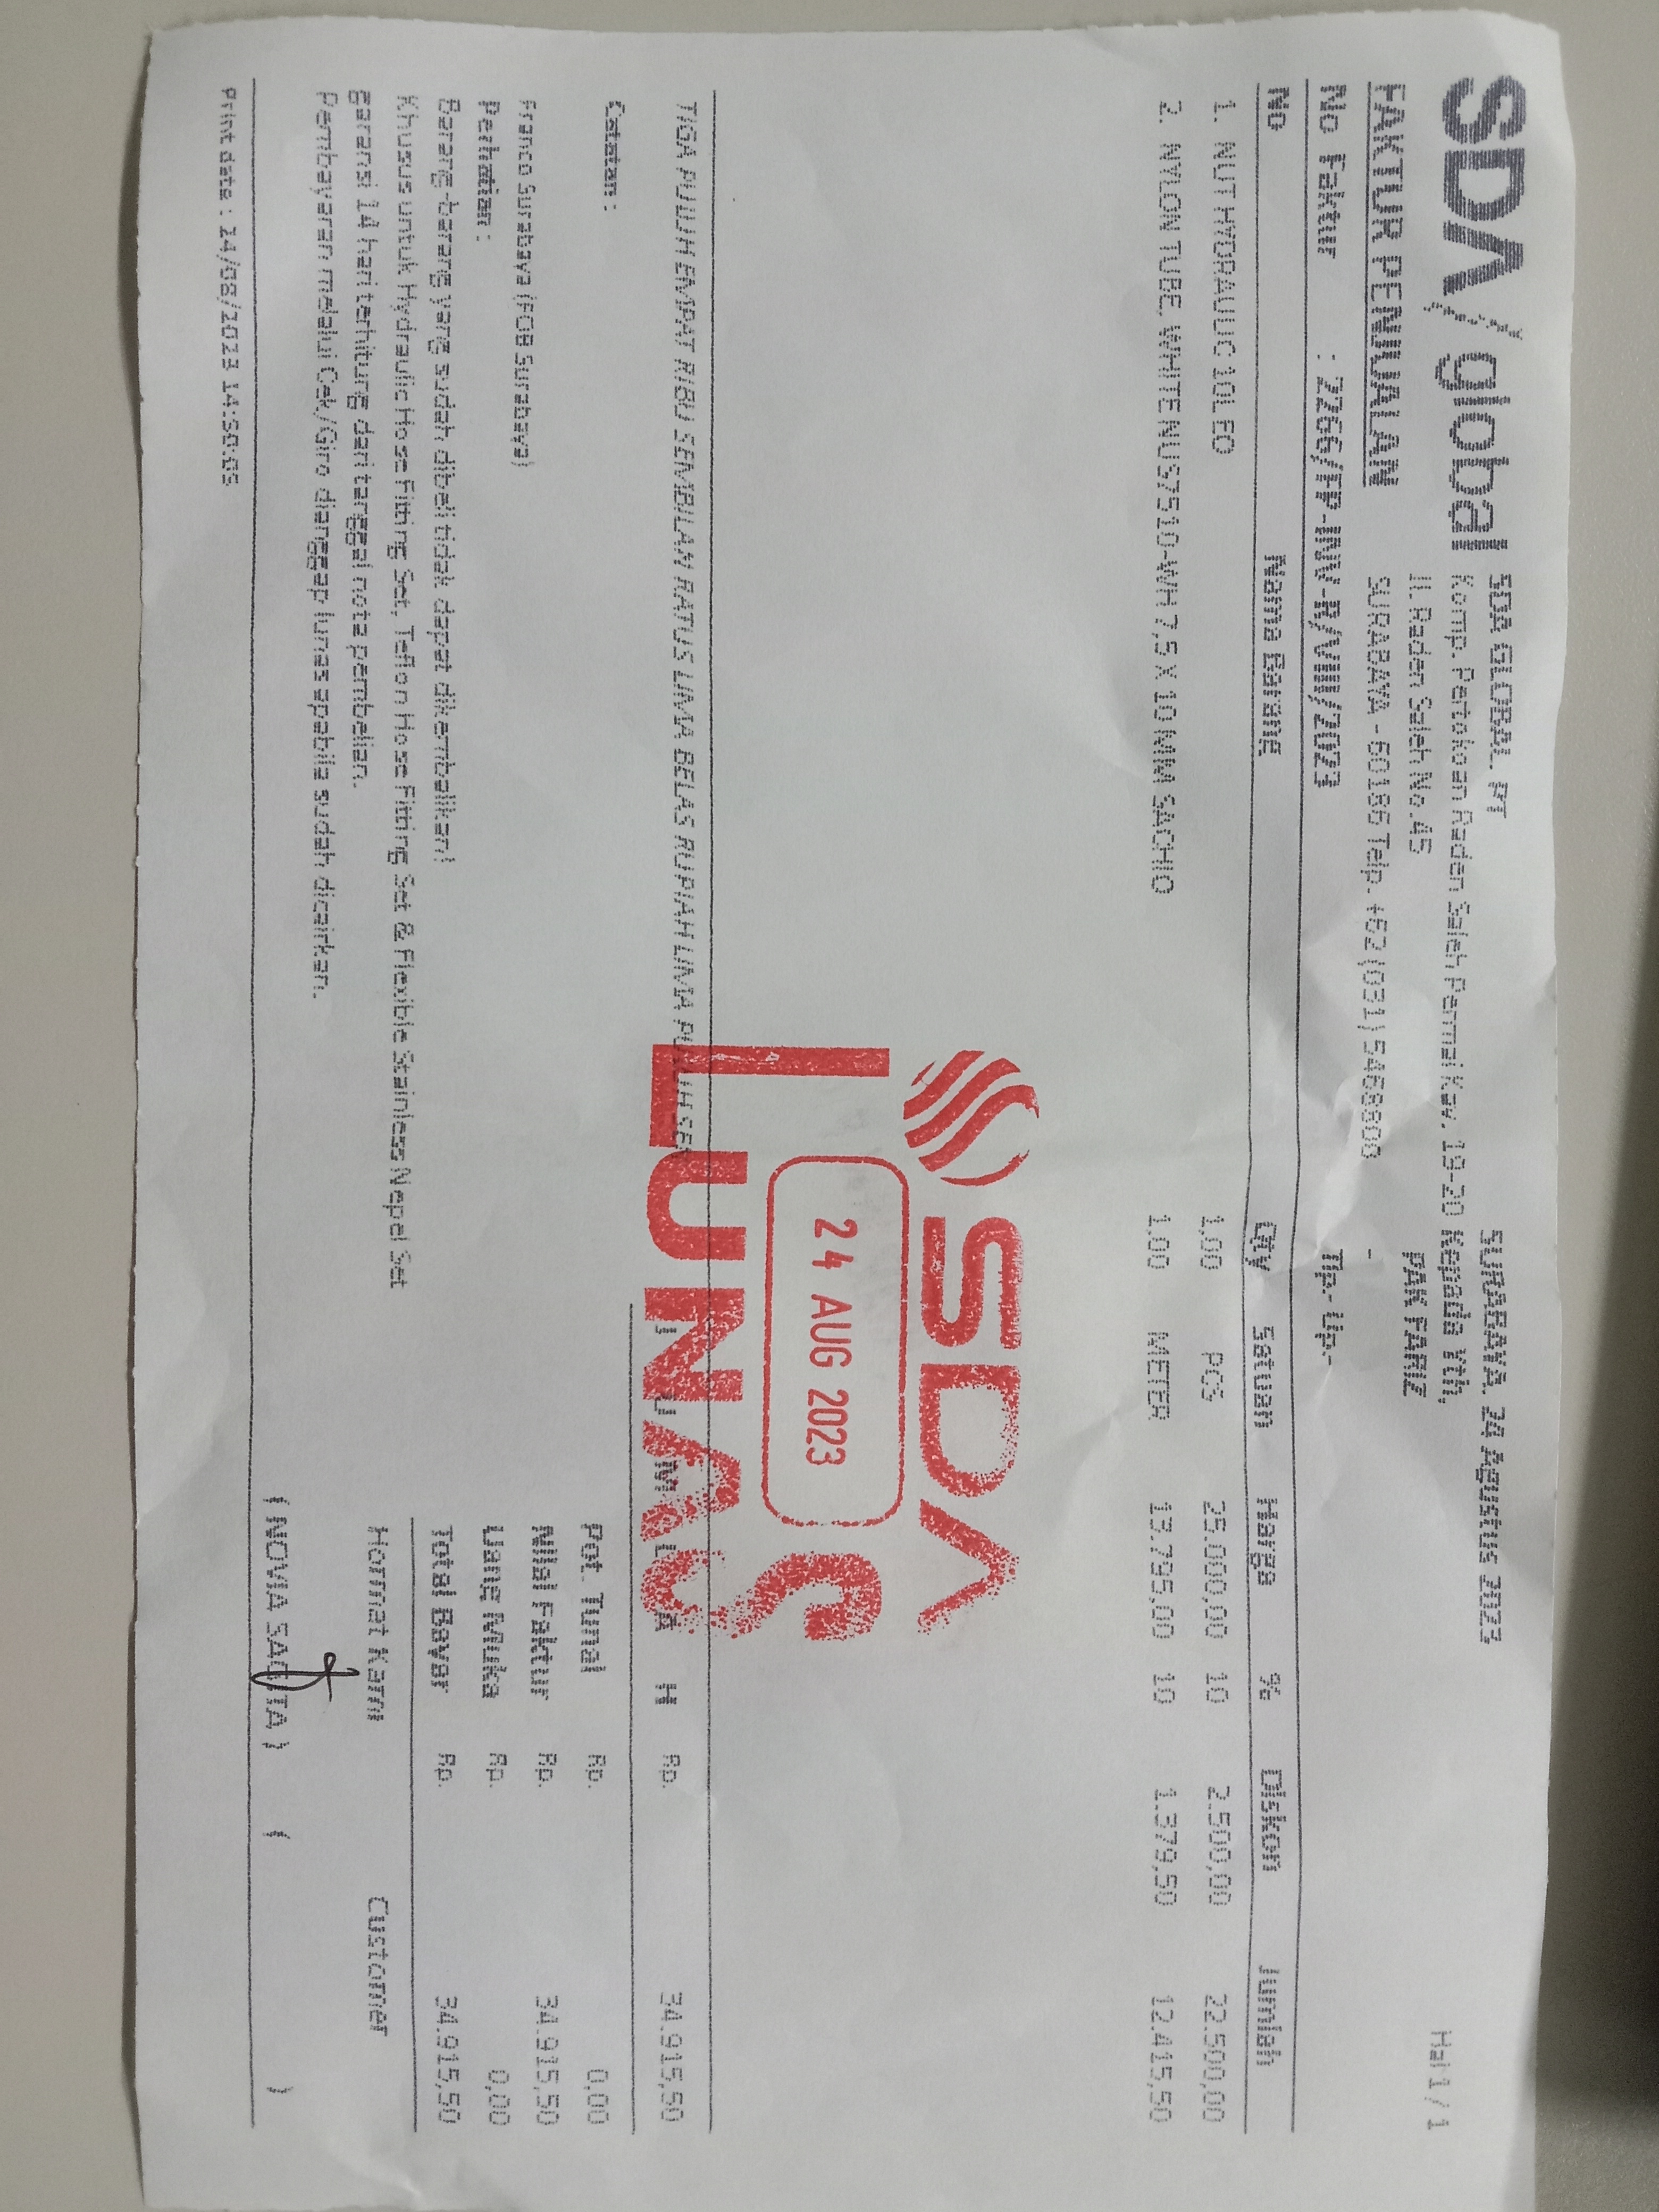 SDA / global
SDA GLOBAL. PT
Komp. Pertokoan Raden Saleh Permai Kav. 19-20
Jl. Raden Saleh No.45
SURABAYA - 60186 Telp. +62 (031) 5468800
SURABAYA. 24 Agustus 2023
Kepada Yth,
PAK FARIZ
-
Tlp.- Up.-
Hal 1 / 1
FAKTUR PENJUALAN
No Faktur : 2266/FP-INV-R/VIII/2023
No Nama Barang Qty Satuan Harga % Diskon Jumlah
1. NUT HYDRAULIC 10L EO 1,00 PCS 25.000,00 10 2.500,00 22.500,00
2. NYLON TUBE, WHITE NUS7510-WH 7,5 X 10 MM SACHIO 1,00 METER 13.795,00 10 1.379,50 12.415,50
SDA
24 AUG 2023
LUNAS
TIGA PULUH EMPAT RIBU SEMBILAN RATUS LIMA BELAS RUPIAH LIMA PULUH SEN
J U M L A H Rp. 34.915,50
Catatan :
Pot. Tunai Rp. 0,00
Nilai Faktur Rp. 34.915,50
Uang Muka Rp. 0,00
Total Bayar Rp. 34.915,50
Franco Surabaya (FOB Surabaya)
Perhatian :
Barang-barang yang sudah dibeli tidak dapat dikembalikan!
Khusus untuk Hydraulic Hose Fitting Set, Teflon Hose Fitting Set & Flexible Stainless Nepel Set
garansi 14 hari terhitung dari tanggal nota pembelian.
Pembayaran melalui Cek/Giro dianggap lunas apabila sudah dicairkan.
Hormat Kami Customer
( NOVIA SAGITA ) ( )
Print date : 24/08/2023 14:50:05